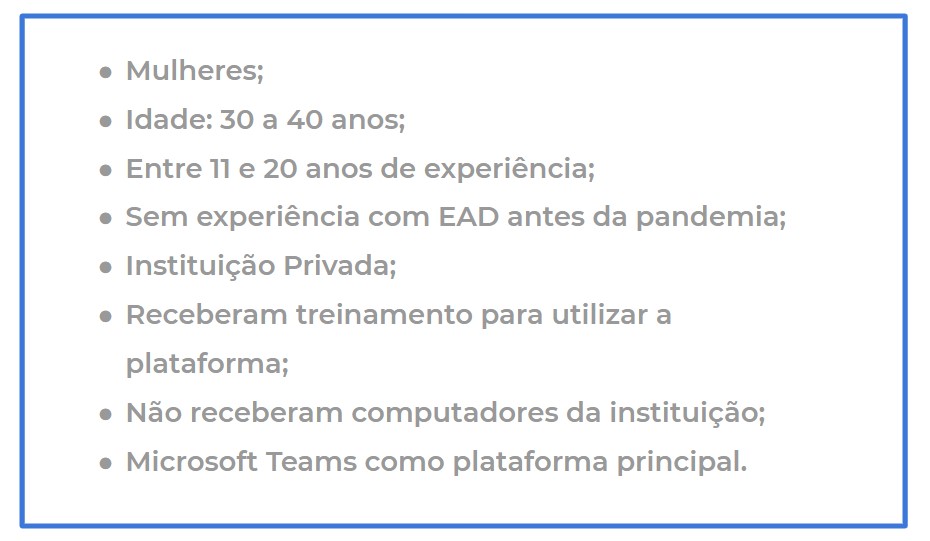 ● Mulheres;
● Idade: 30 a 40 anos;
● Entre 11 e 20 anos de experiência;
● Sem experiência com EAD antes da pandemia;
● Instituição Privada;
● Receberam treinamento para utilizar a
plataforma;
● Não receberam computadores da instituição;
● Microsoft Teams como plataforma principal.